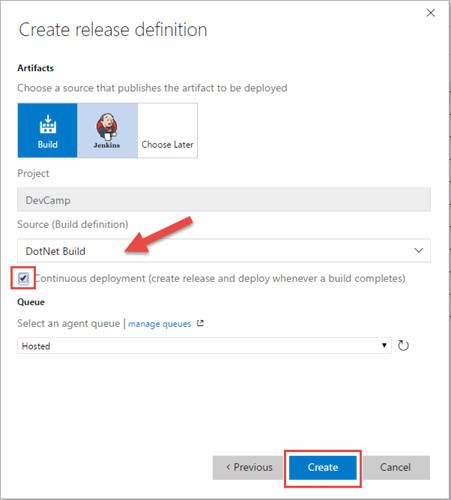 Create release definition
Artifacts
Choose a source that publishes the artifact to be deployed
Build
Jenkins
Choose Later
Project
DevCamp
Source (Build definition)
DotNet Build
Continuous deployment (create release and deploy whenever a build completes)
Queue
Select an agent queue | manage queues
Hosted
< Previous
Create
Cancel